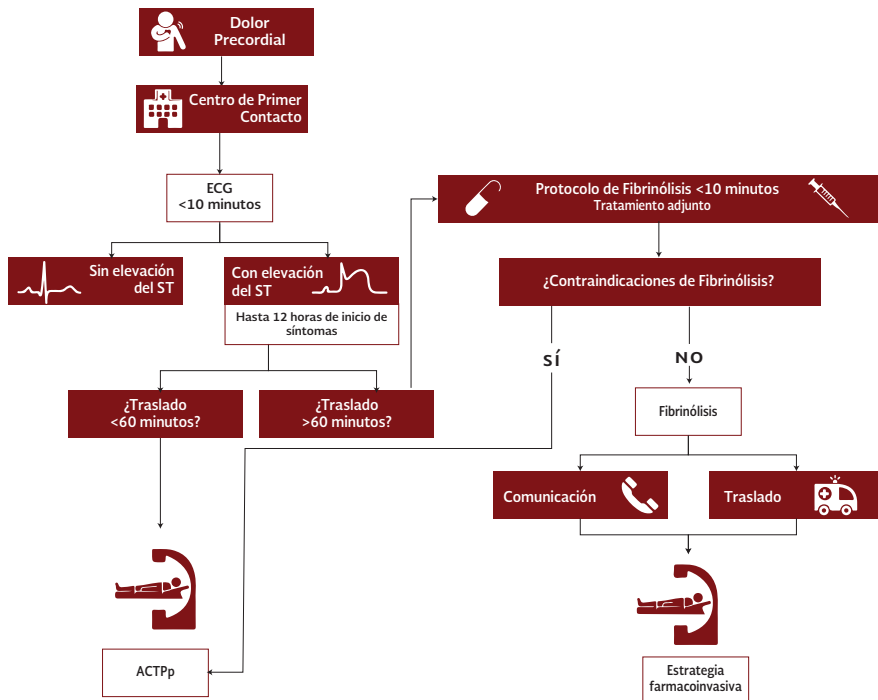 Dolor
Precordial
Centro de Primer
Contacto
ECG
<10 minutos
Sin elevación
del ST
Con elevación
del ST
Hasta 12 horas de inicio de
síntomas
¿Traslado
<60 minutos?
¿Traslado
>60 minutos?
Protocolo de Fibrinólisis <10 minutos
Tratamiento adjunto
¿Contraindicaciones de Fibrinólisis?
SÍ
NO
Fibrinólisis
Comunicación
Traslado
ACTPp
Estrategia
farmacoinvasiva